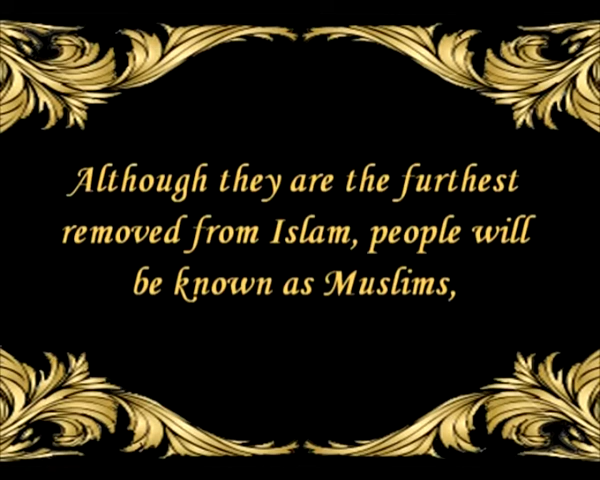 Although they are the furthest
removed from Islam, people will
be known as Muslims,